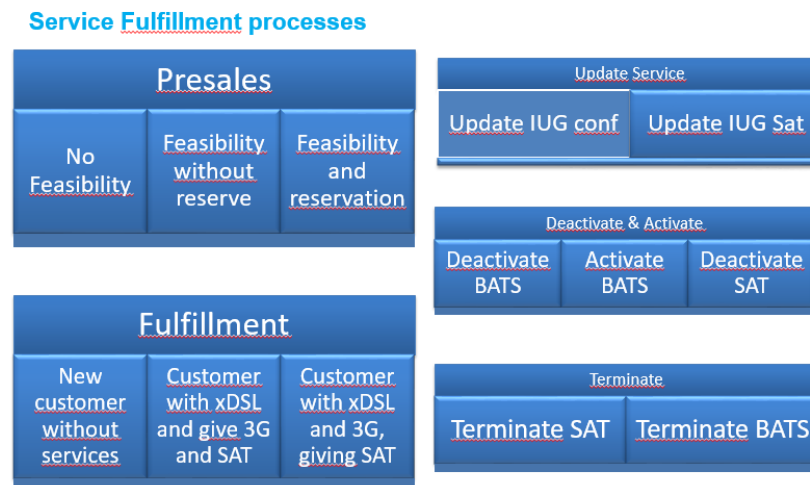 Service Fulfillment processes
Presales
No
Feasibility
Feasibility
without
reserve
Feasibility
and
reservation
Fulfillment
New
customer
without
services
Customer
with xDSL
and give 3G
and SAT
Customer
with xDSL
and 3G,
giving SAT
Update Service
Update IUG conf
Update IUG Sat
Deactivate & Activate
Deactivate
BATS
Activate
BATS
Deactivate
SAT
Terminate
Terminate SAT
Terminate BATS